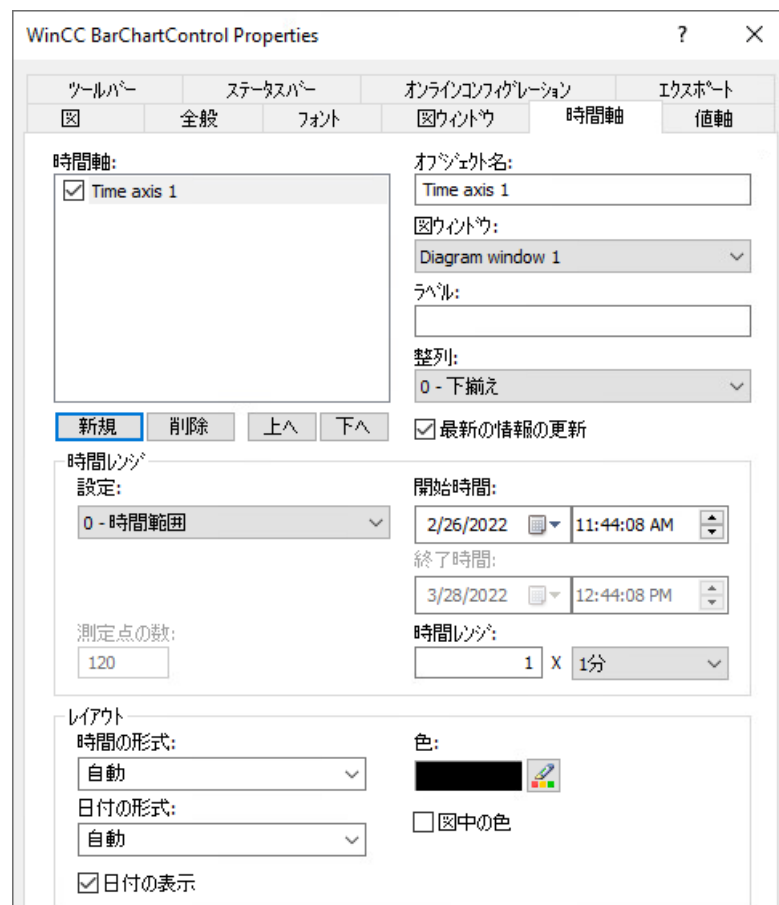 WinCC BarChartControl Properties
?
ツールバー ステータスバー オンラインコンフィグレーション エクスポート
図 全般 フォント 図ウィンドウ 時間軸 値軸
時間軸:
Time axis 1
新規 削除 上へ 下へ
オブジェクト名:
Time axis 1
図ウィンドウ:
Diagram window 1
ラベル:
整列:
0 - 下揃え
最新の情報の更新
時間レンジ
設定:
0 - 時間範囲
測定点の数:
120
開始時間:
2/26/2022 11:44:08 AM
終了時間:
3/28/2022 12:44:08 PM
時間レンジ:
1 X 1分
レイアウト
時間の形式:
自動
日付の形式:
自動
日付の表示
色:
図中の色